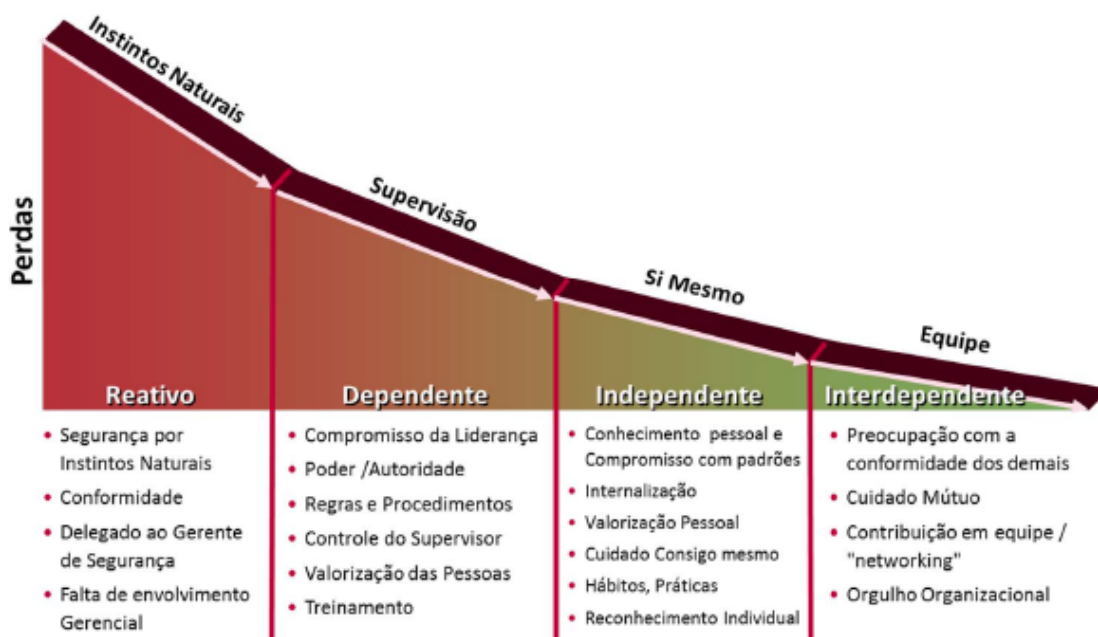 Instintos Naturais
Supervisão
Si Mesmo
Equipe
Perdas
Reativo
Dependente
Independente
Interdependente
• Segurança por
Instintos Naturais
• Conformidade
• Delegado ao Gerente
de Segurança
• Falta de envolvimento
Gerencial
• Compromisso da Liderança
• Poder /Autoridade
• Regras e Procedimentos
• Controle do Supervisor
• Valorização das Pessoas
• Treinamento
• Conhecimento pessoal e
Compromisso com padrões
• Internalização
• Valorização Pessoal
• Cuidado Consigo mesmo
• Hábitos, Práticas
• Reconhecimento Individual
• Preocupação com a
conformidade dos demais
• Cuidado Mútuo
• Contribuição em equipe /
"networking"
• Orgulho Organizacional